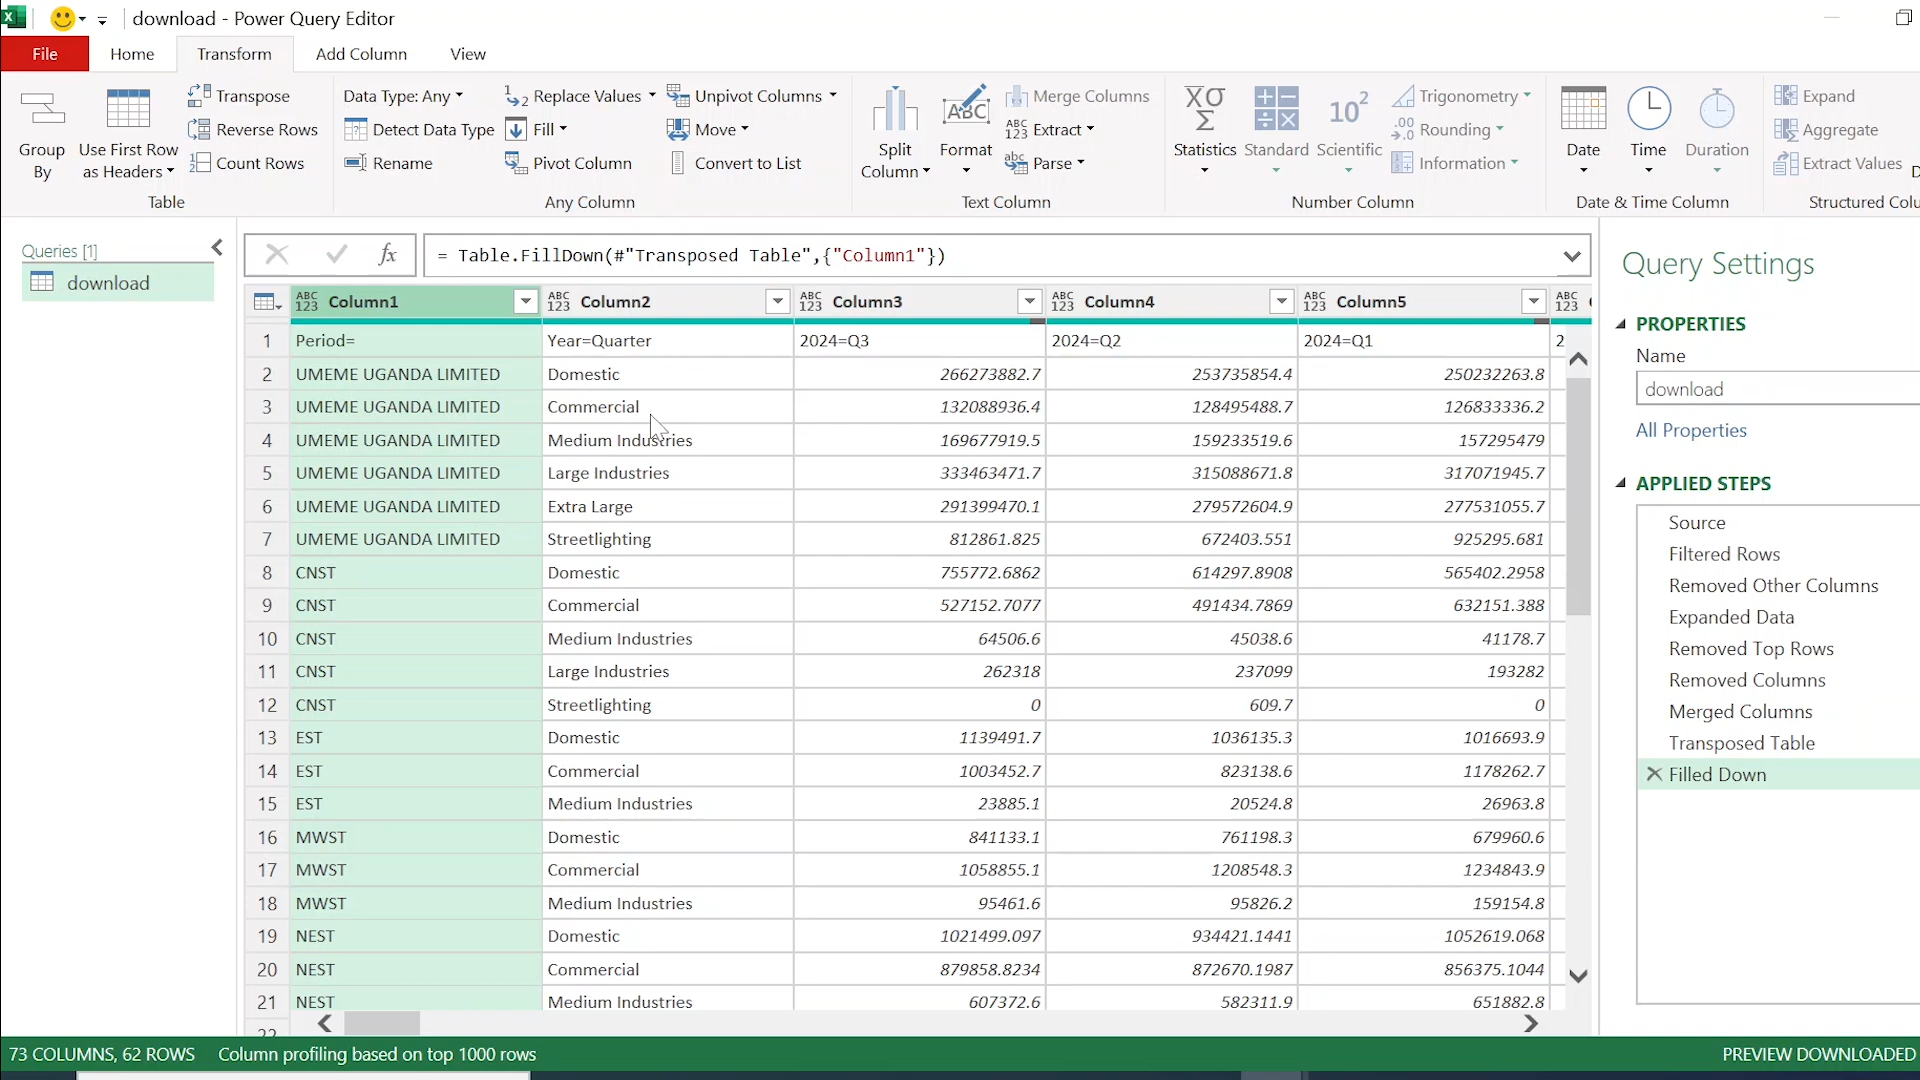 download - Power Query Editor
File
Home
Transform
Add Column
View
Group By
Use First Row as Headers
Transpose
Reverse Rows
Count Rows
Table
Data Type: Any
Detect Data Type
Rename
Replace Values
Fill
Pivot Column
Unpivot Columns
Move
Convert to List
Any Column
Split Column
Format
Merge Columns
Extract
Parse
Text Column
Statistics
Standard
Scientific
Trigonometry
Rounding
Information
Number Column
Date
Time
Duration
Date & Time Column
Expand
Aggregate
Extract Values
Structured Colu
Queries [1]
download
fx = Table.FillDown(#"Transposed Table",{"Column1"})
ABC 123 Column1 ABC 123 Column2 ABC 123 Column3 ABC 123 Column4 ABC 123 Column5 ABC 123
1 Period= Year=Quarter 2024=Q3 2024=Q2 2024=Q1 2
2 UMEME UGANDA LIMITED Domestic 266273882.7 253735854.4 250232263.8
3 UMEME UGANDA LIMITED Commercial 132088936.4 128495488.7 126833336.2
4 UMEME UGANDA LIMITED Medium Industries 169677919.5 159233519.6 157295479
5 UMEME UGANDA LIMITED Large Industries 333463471.7 315088671.8 317071945.7
6 UMEME UGANDA LIMITED Extra Large 291399470.1 279572604.9 277531055.7
7 UMEME UGANDA LIMITED Streetlighting 812861.825 672403.551 925295.681
8 CNST Domestic 755772.6862 614297.8908 565402.2958
9 CNST Commercial 527152.7077 491434.7869 632151.388
10 CNST Medium Industries 64506.6 45038.6 41178.7
11 CNST Large Industries 262318 237099 193282
12 CNST Streetlighting 0 609.7 0
13 EST Domestic 1139491.7 1036135.3 1016693.9
14 EST Commercial 1003452.7 823138.6 1178262.7
15 EST Medium Industries 23885.1 20524.8 26963.8
16 MWST Domestic 841133.1 761198.3 679960.6
17 MWST Commercial 1058855.1 1208548.3 1234843.9
18 MWST Medium Industries 95461.6 95826.2 159154.8
19 NEST Domestic 1021499.097 934421.1441 1052619.068
20 NEST Commercial 879858.8234 872670.1987 856375.1044
21 NEST Medium Industries 607372.6 582311.9 651882.8
22
Query Settings
PROPERTIES
Name
download
All Properties
APPLIED STEPS
Source
Filtered Rows
Removed Other Columns
Expanded Data
Removed Top Rows
Removed Columns
Merged Columns
Transposed Table
Filled Down
73 COLUMNS, 62 ROWS Column profiling based on top 1000 rows PREVIEW DOWNLOADED